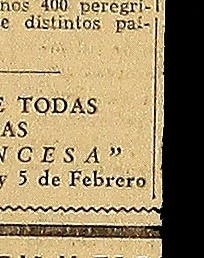 nos 400 peregri-
e distintos paí-
E TODAS
AS
NCESA”
y 5 de Febrero